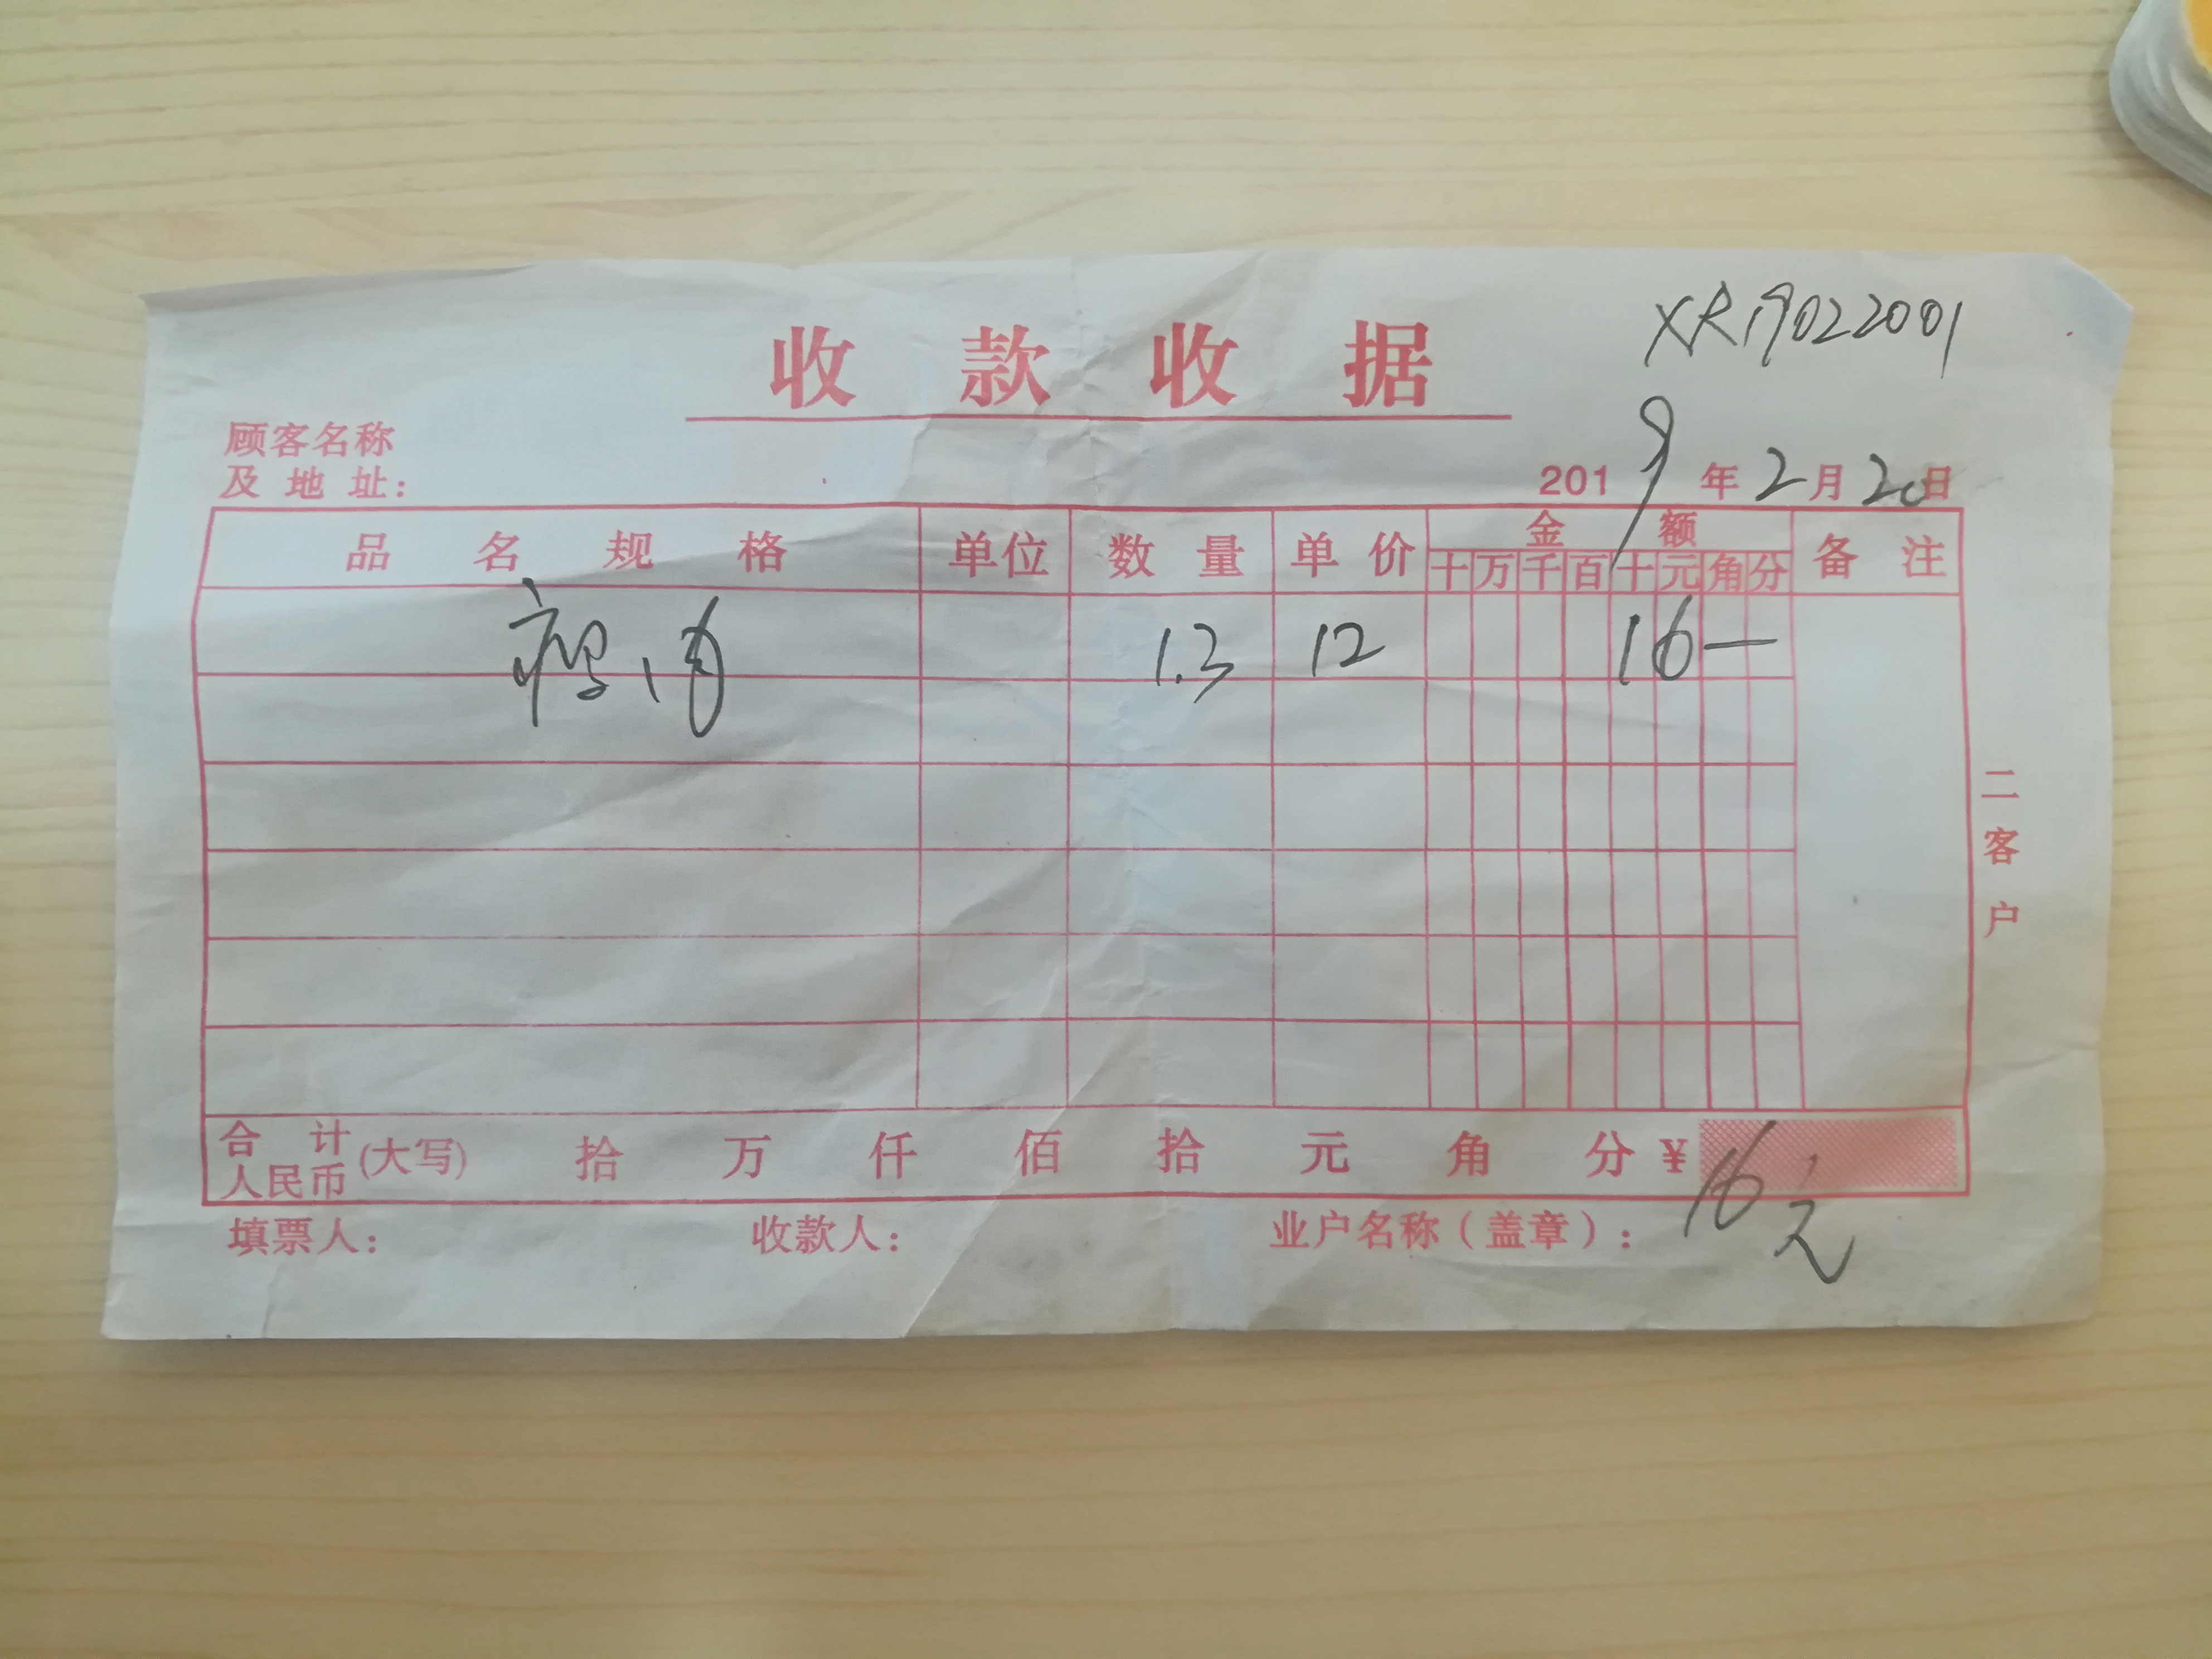 收款收据
XR19022001
顾客名称
及地址：
2019年2月20日
品名规格 单位 数量 单价 金额 备注
十万千百十元角分
瘦肉 1.3 12 16—
二客户
合计
人民币(大写) 拾 万 仟 佰 拾 元 角 分 ¥16元
填票人： 收款人： 业户名称（盖章）：